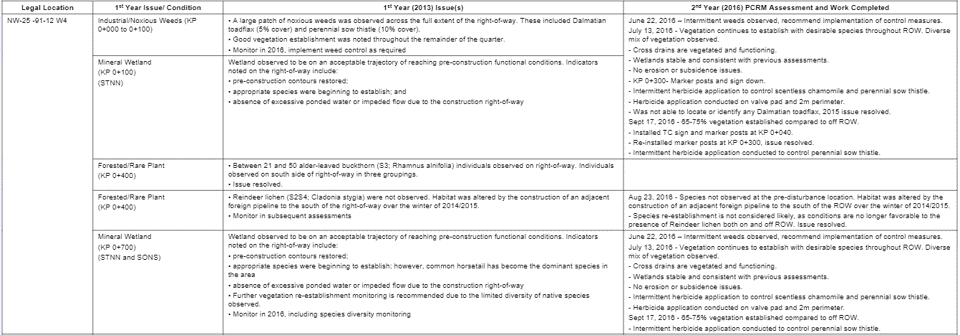 Legal Location
1st Year Issue/ Condition
1st Year (2013) Issue(s)
2nd Year (2016) PCRM Assessment and Work Completed
NW-25 -91-12 W4
Industrial/Noxious Weeds (KP
0+000 to 0+100)
• A large patch of noxious weeds was observed across the full extent of the right-of-way. These included Dalmatian
toadflax (5% cover) and perennial sow thistle (10% cover).
• Good vegetation establishment was noted throughout the remainder of the quarter.
• Monitor in 2016, implement weed control as required
June 22, 2016 – Intermittent weeds observed, recommend implementation of control measures.
July 13, 2016 - Vegetation continues to establish with desirable species throughout ROW. Diverse
mix of vegetation observed.
- Cross drains are vegetated and functioning.
- Wetlands stable and consistent with previous assessments.
- No erosion or subsidence issues.
- KP 0+300- Marker posts and sign down.
- Intermittent herbicide application to control scentless chamomile and perennial sow thistle.
- Herbicide application conducted on valve pad and 2m perimeter.
- Was not able to locate or identify any Dalmatian toadflax, 2015 issue resolved.
Sept 17, 2016 - 65-75% vegetation established compared to off ROW.
- Installed TC sign and marker posts at KP 0+040.
- Re-installed marker posts at KP 0+300, issue resolved.
- Intermittent herbicide application conducted to control perennial sow thistle.
Mineral Wetland
(KP 0+100)
(STNN)
Wetland observed to be on an acceptable trajectory of reaching pre-construction functional conditions. Indicators
noted on the right-of-way include:
• pre-construction contours restored;
• appropriate species were beginning to establish; and
• absence of excessive ponded water or impeded flow due to the construction right-of-way
Forested/Rare Plant
(KP 0+400)
• Between 21 and 50 alder-leaved buckthorn (S3; Rhamnus alnifolia) individuals observed on right-of-way. Individuals
observed on south side of right-of-way in three groupings.
• Issue resolved.
Forested/Rare Plant
(KP 0+400)
• Reindeer lichen (S2S4; Cladonia stygia) were not observed. Habitat was altered by the construction of an adjacent
foreign pipeline to the south of the right-of-way over the winter of 2014/2015.
• Monitor in subsequent assessments
Aug 23, 2016 - Species not observed at the pre-disturbance location. Habitat was altered by the
construction of an adjacent foreign pipeline to the south of the ROW over the winter of 2014/2015.
- Species re-establishment is not considered likely, as conditions are no longer favorable to the
presence of Reindeer lichen both on and off ROW. Issue resolved.
Mineral Wetland
(KP 0+700)
(STNN and SONS)
Wetland observed to be on an acceptable trajectory of reaching pre-construction functional conditions. Indicators
noted on the right-of-way include:
• pre-construction contours restored;
• appropriate species were beginning to establish; however, common horsetail has become the dominant species in
the area
• absence of excessive ponded water or impeded flow due to the construction right-of-way
• Further vegetation re-establishment monitoring is recommended due to the limited diversity of native species
observed.
• Monitor in 2016, including species diversity monitoring
June 22, 2016 – Intermittent weeds observed, recommend implementation of control measures.
July 13, 2016 - Vegetation continues to establish with desirable species throughout ROW. Diverse
mix of vegetation observed.
- Cross drains are vegetated and functioning.
- Wetlands stable and consistent with previous assessments.
- No erosion or subsidence issues.
- Intermittent herbicide application to control scentless chamomile and perennial sow thistle.
- Herbicide application conducted on valve pad and 2m perimeter.
Sept 17, 2016 - 65-75% vegetation established compared to off ROW.
- Intermittent herbicide application conducted to control perennial sow thistle.